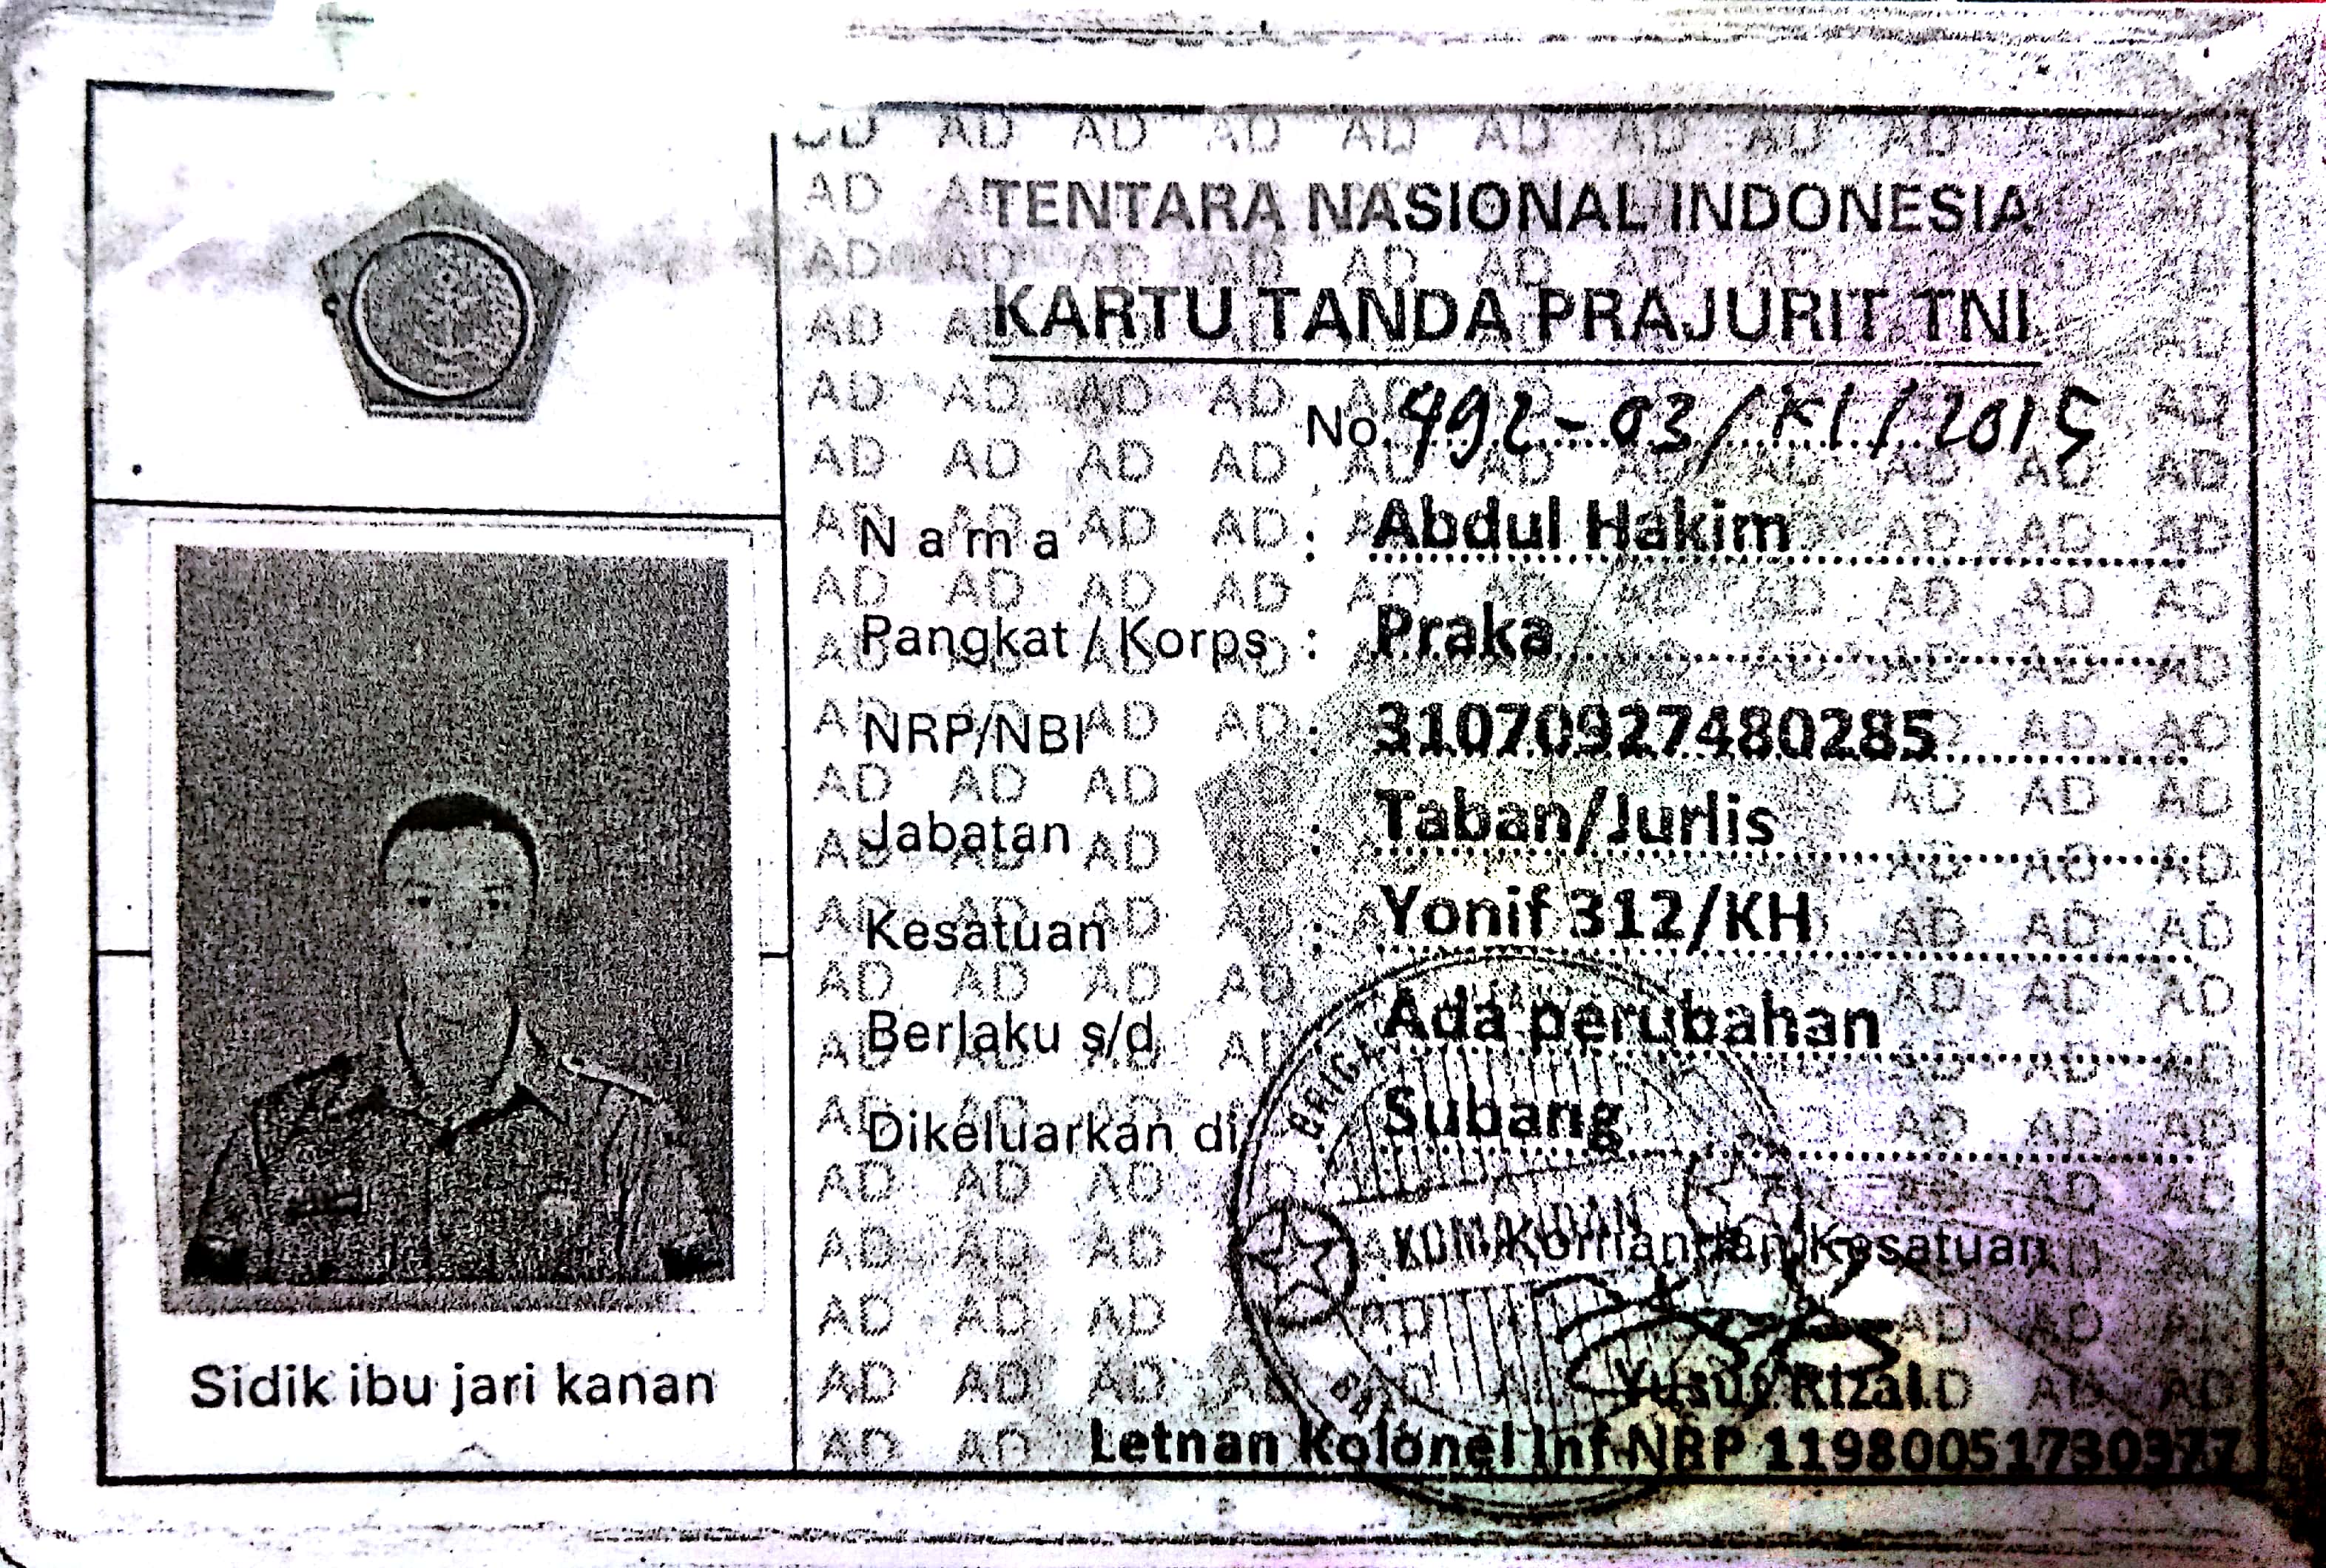 TENTARA NASIONAL INDONESIA
KARTU TANDA PRAJURIT TNI
No. 492-03/KI/2015
Nama : Abdul Hakim
Pangkat / Korps : Praka
NRP/NBI : 31070927480285
Jabatan : Taban/Jurlis
Kesatuan : Yonif 312/KH
Berlaku s/d : Ada perubahan
Dikeluarkan di : Subang
Komandan Kesatuan
Yusuf Rizal
Letnan Kolonel Inf NRP 11980051730377
Sidik ibu jari kanan